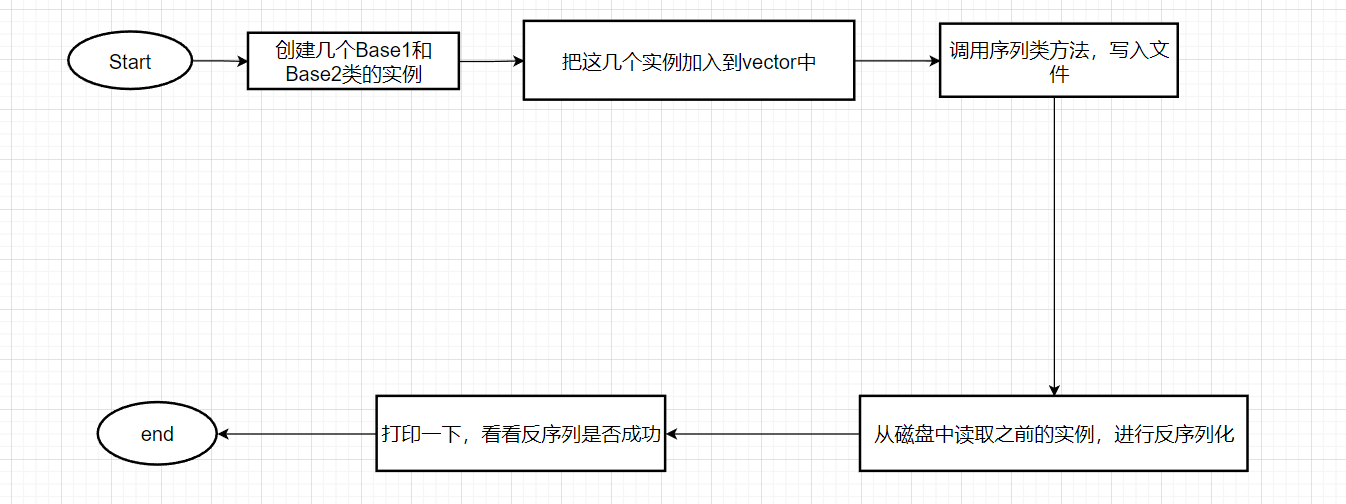 Start
创建几个Base1和
Base2类的实例
把这几个实例加入到vector中
调用序列类方法，写入文
件
从磁盘中读取之前的实例，进行反序列化
打印一下，看看反序列是否成功
end